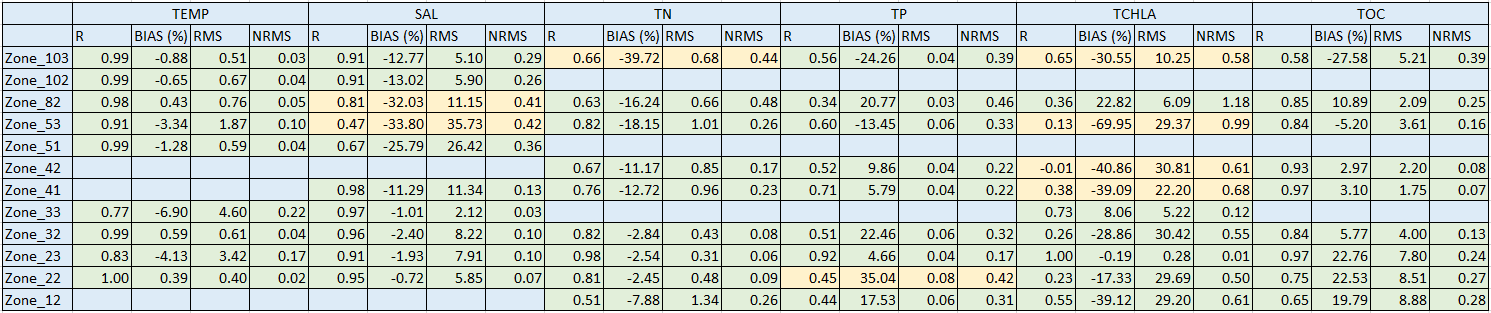 TEMP SAL TN TP TCHLA TOC
R BIAS (%) RMS NRMS R BIAS (%) RMS NRMS R BIAS (%) RMS NRMS R BIAS (%) RMS NRMS R BIAS (%) RMS NRMS R BIAS (%) RMS NRMS
Zone_103 0.99 -0.88 0.51 0.03 0.91 -12.77 5.10 0.29 0.66 -39.72 0.68 0.44 0.56 -24.26 0.04 0.39 0.65 -30.55 10.25 0.58 0.58 -27.58 5.21 0.39
Zone_102 0.99 -0.65 0.67 0.04 0.91 -13.02 5.90 0.26
Zone_82 0.98 0.43 0.76 0.05 0.81 -32.03 11.15 0.41 0.63 -16.24 0.66 0.48 0.34 20.77 0.03 0.46 0.36 22.82 6.09 1.18 0.85 10.89 2.09 0.25
Zone_53 0.91 -3.34 1.87 0.10 0.47 -33.80 35.73 0.42 0.82 -18.15 1.01 0.26 0.60 -13.45 0.06 0.33 0.13 -69.95 29.37 0.99 0.84 -5.20 3.61 0.16
Zone_51 0.99 -1.28 0.59 0.04 0.67 -25.79 26.42 0.36
Zone_42 0.67 -11.17 0.85 0.17 0.52 9.86 0.04 0.22 -0.01 -40.86 30.81 0.61 0.93 2.97 2.20 0.08
Zone_41 0.98 -11.29 11.34 0.13 0.76 -12.72 0.96 0.23 0.71 5.79 0.04 0.22 0.38 -39.09 22.20 0.68 0.97 3.10 1.75 0.07
Zone_33 0.77 -6.90 4.60 0.22 0.97 -1.01 2.12 0.03 0.73 8.06 5.22 0.12
Zone_32 0.99 0.59 0.61 0.04 0.96 -2.40 8.22 0.10 0.82 -2.84 0.43 0.08 0.51 22.46 0.06 0.32 0.26 -28.86 30.42 0.55 0.84 5.77 4.00 0.13
Zone_23 0.83 -4.13 3.42 0.17 0.91 -1.93 7.91 0.10 0.98 -2.54 0.31 0.06 0.92 4.66 0.04 0.17 1.00 -0.19 0.28 0.01 0.97 22.76 7.80 0.24
Zone_22 1.00 0.39 0.40 0.02 0.95 -0.72 5.85 0.07 0.81 -2.45 0.48 0.09 0.45 35.04 0.08 0.42 0.23 -17.33 29.69 0.50 0.75 22.53 8.51 0.27
Zone_12 0.51 -7.88 1.34 0.26 0.44 17.53 0.06 0.31 0.55 -39.12 29.20 0.61 0.65 19.79 8.88 0.28